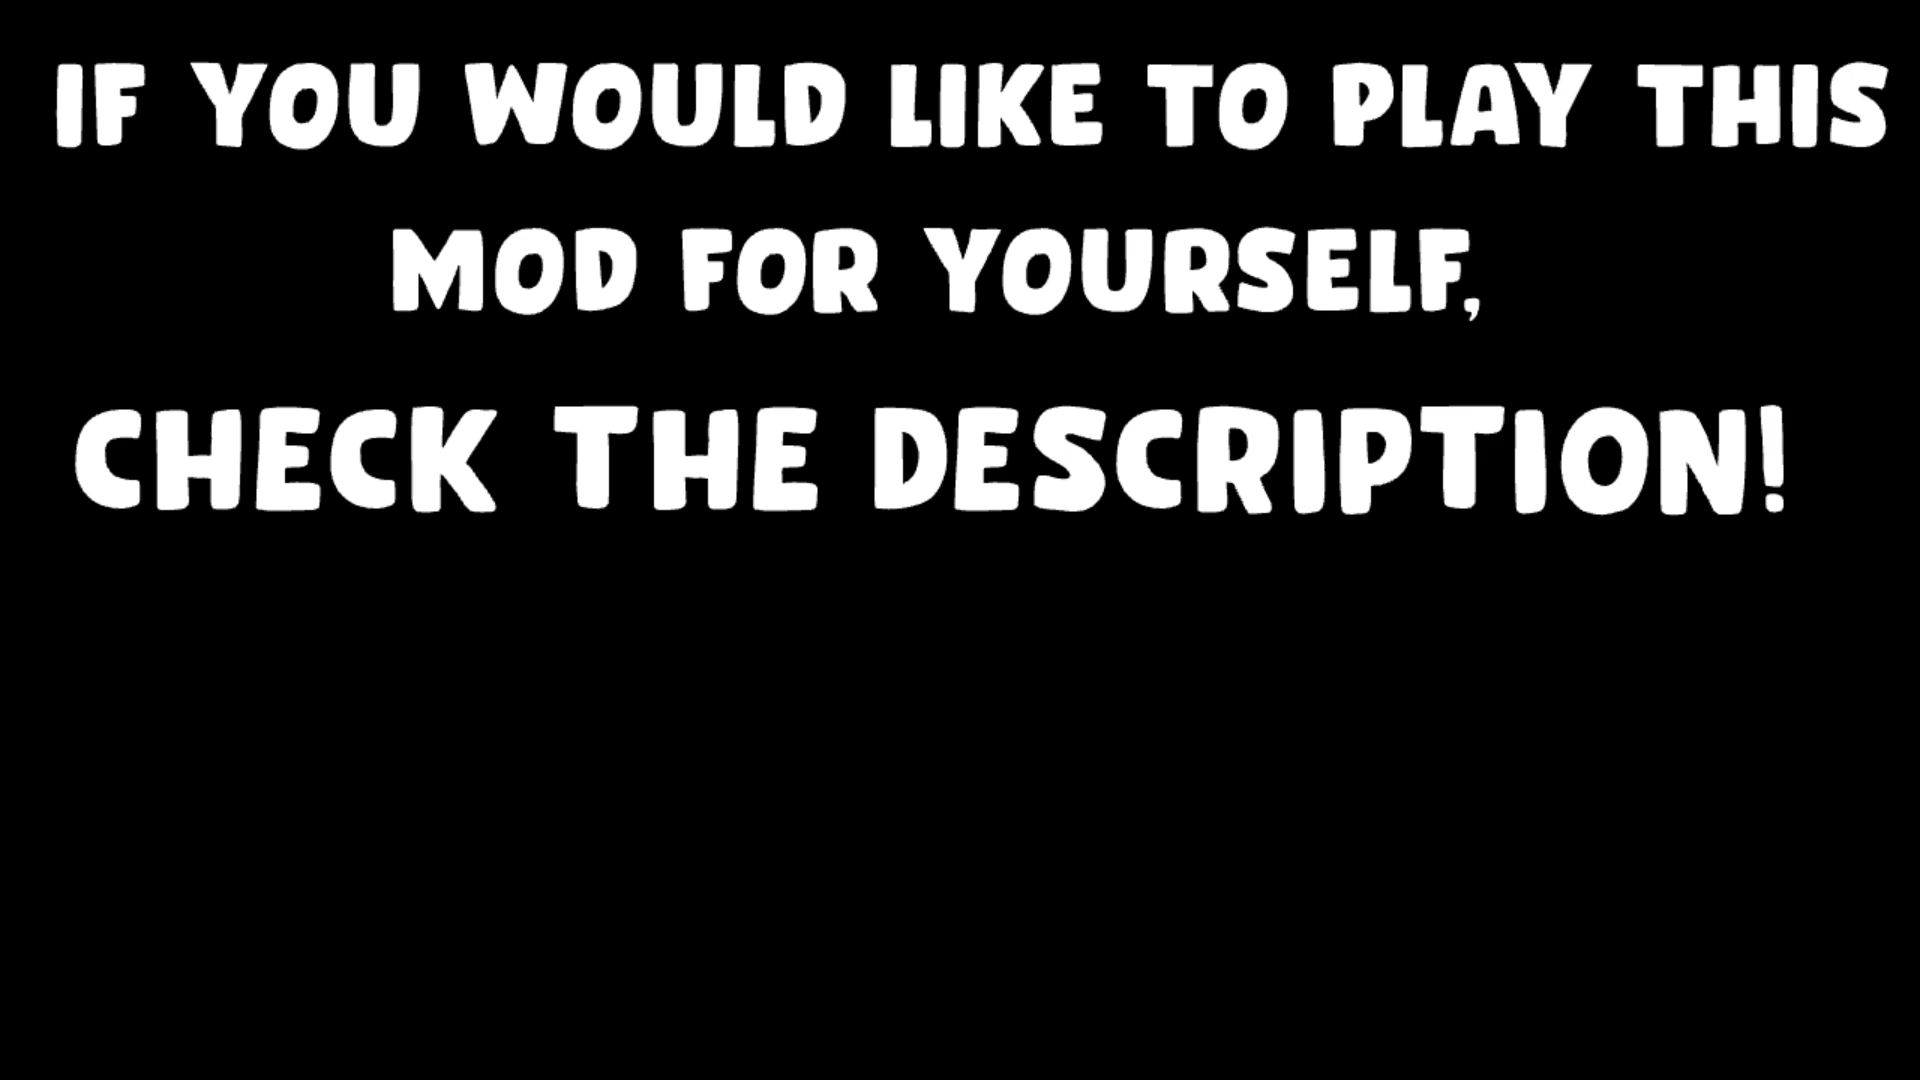 IF YOU WOULD LIKE TO PLAY THIS
MOD FOR YOURSELF,
CHECK THE DESCRIPTION!